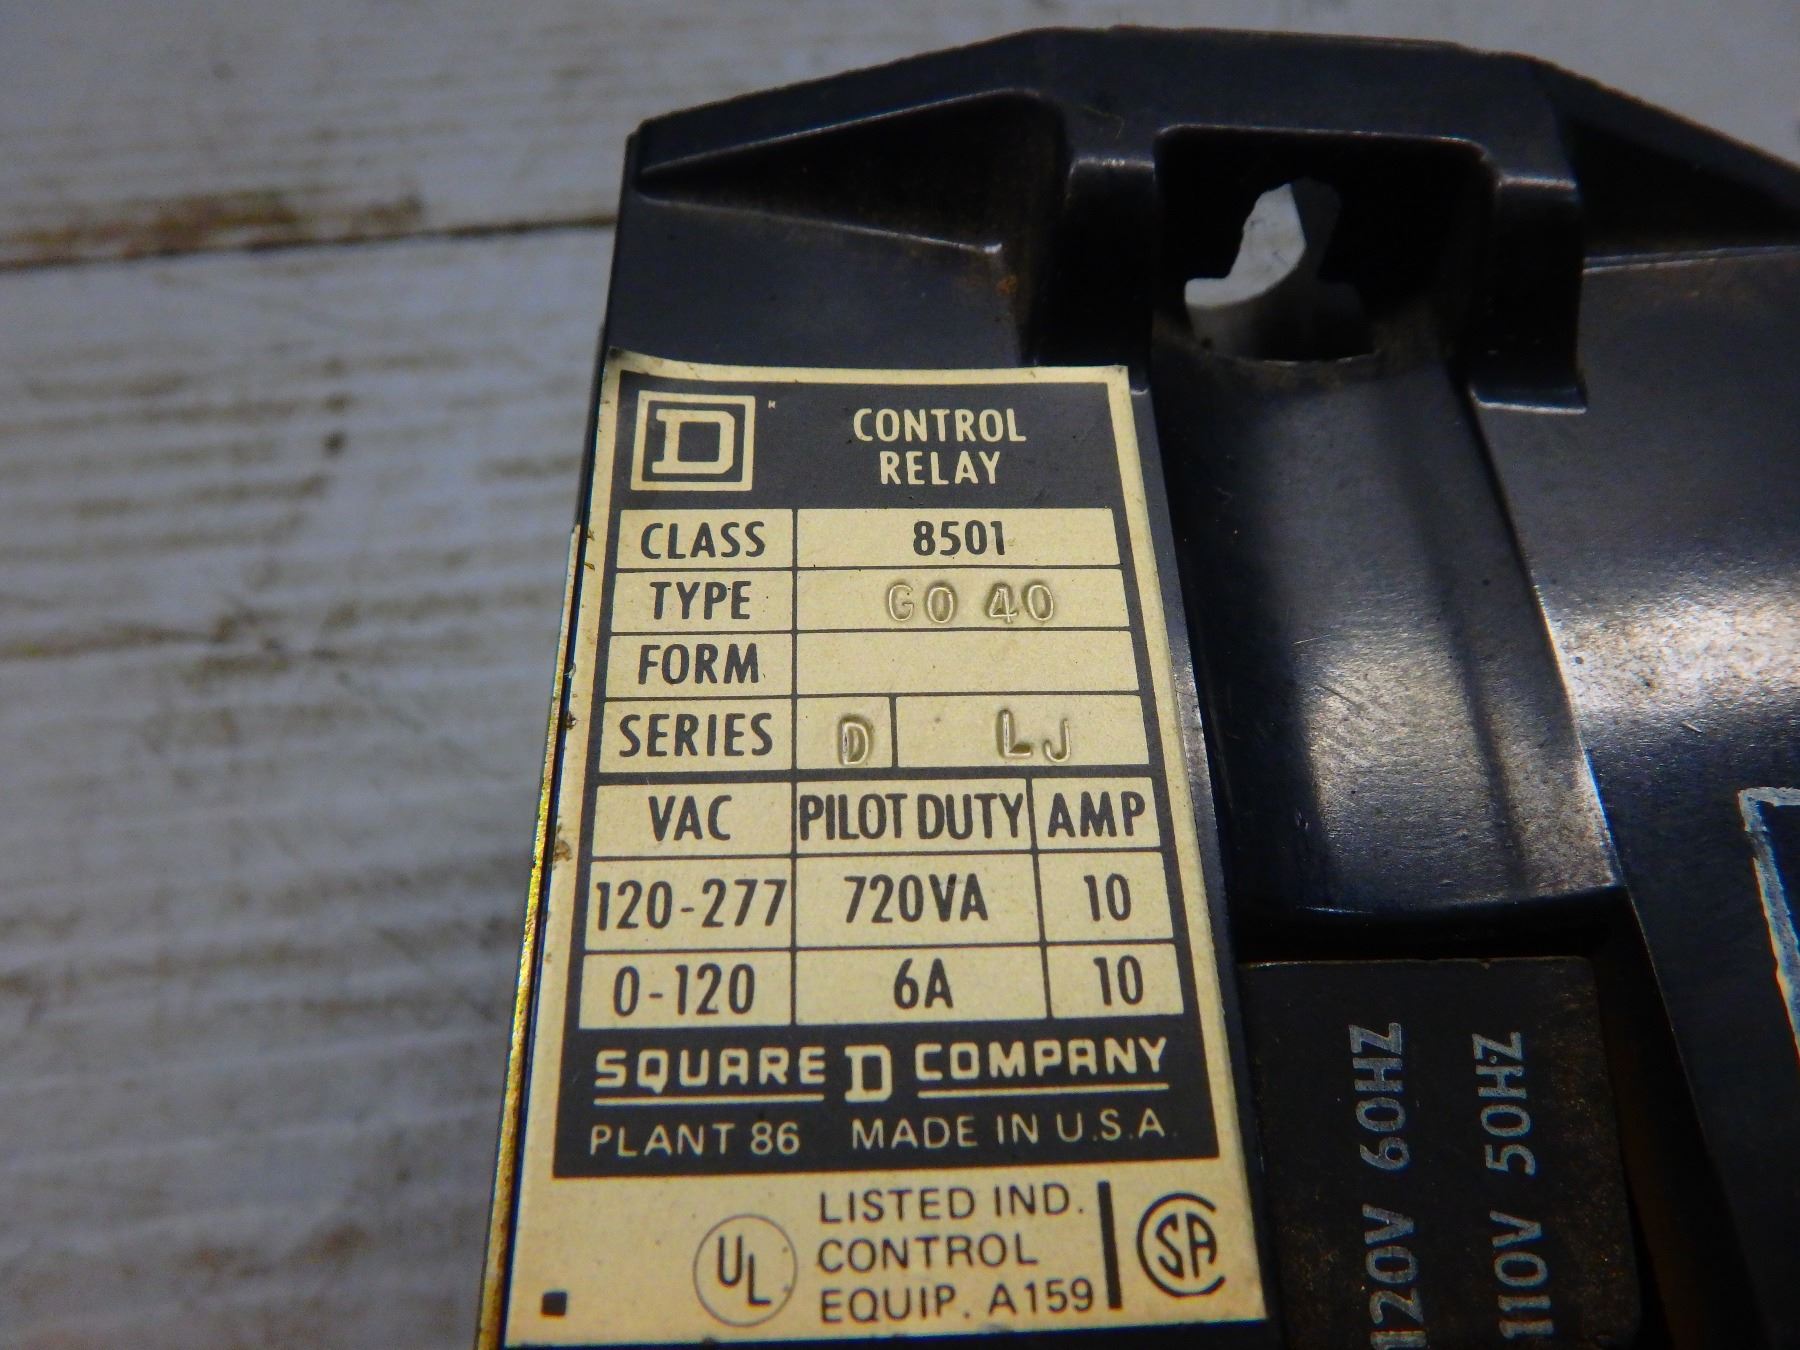 D
CONTROL
RELAY
CLASS 8501
TYPE GO 40
FORM
SERIES D LJ
VAC PILOT DUTY AMP
120-277 720VA 10
0-120 6A 10
SQUARE D COMPANY
PLANT 86 MADE IN U.S.A.
UL LISTED IND.
CONTROL
EQUIP. A159
SA
120V 60HZ
110V 50HZ